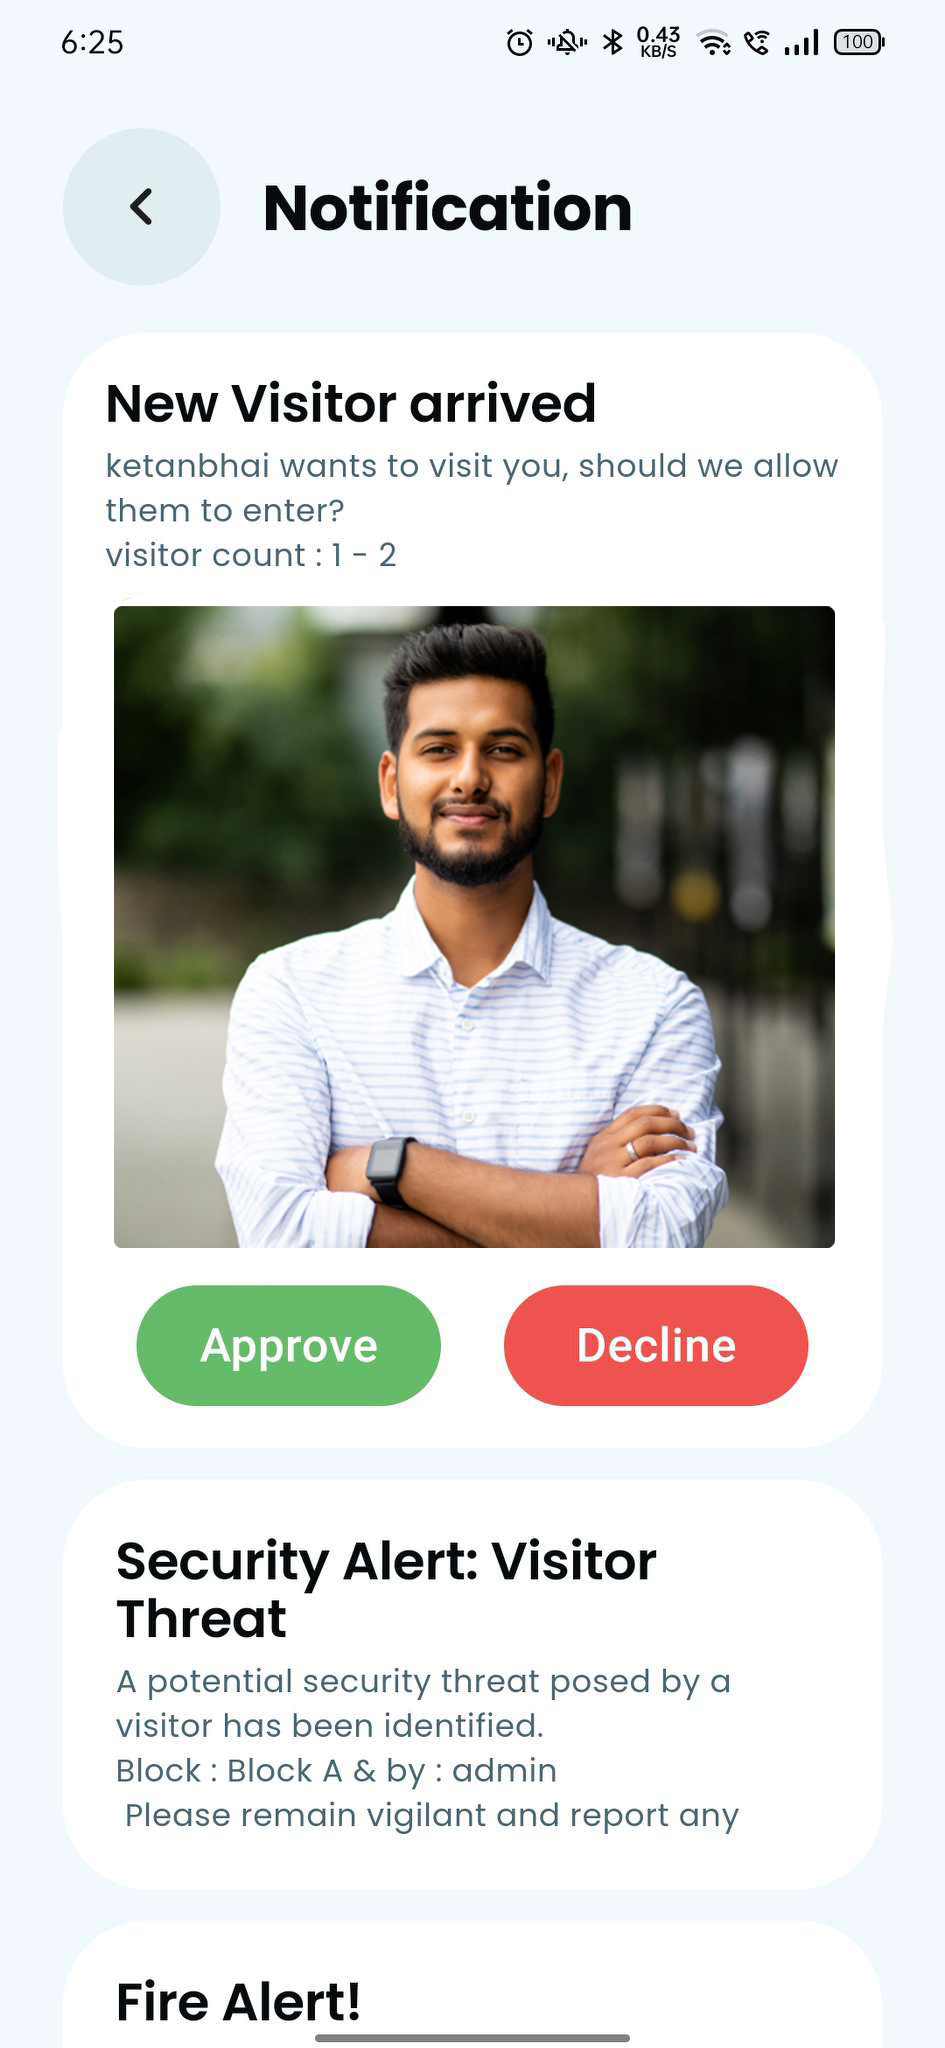 6:25
0.43
KB/S
100
Notification
New Visitor arrived
ketanbhai wants to visit you, should we allow
them to enter?
visitor count : 1 - 2
Approve
Decline
Security Alert: Visitor
Threat
A potential security threat posed by a
visitor has been identified.
Block : Block A & by : admin
Please remain vigilant and report any
Fire Alert!